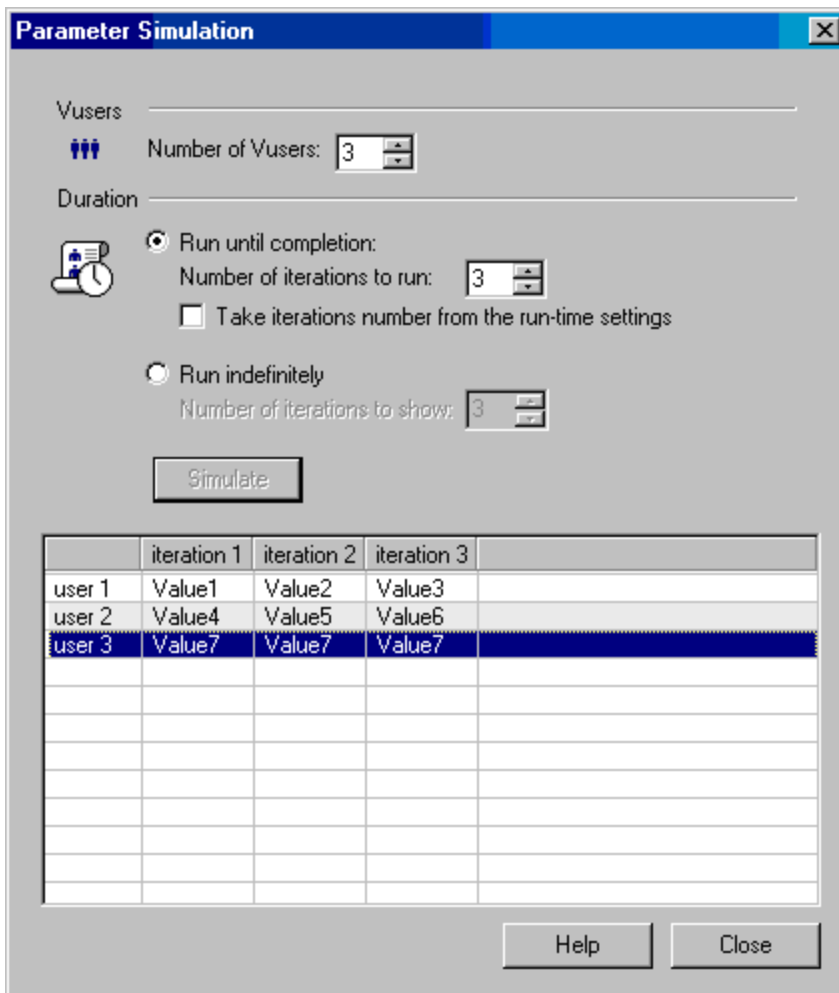 Parameter Simulation
Vusers
Number of Vusers: 3
Duration
Run until completion:
Number of iterations to run: 3
Take iterations number from the run-time settings
Run indefinitely
Number of iterations to show: 3
Simulate
iteration 1 iteration 2 iteration 3
user 1 Value1 Value2 Value3
user 2 Value4 Value5 Value6
user 3 Value7 Value7 Value7
Help Close